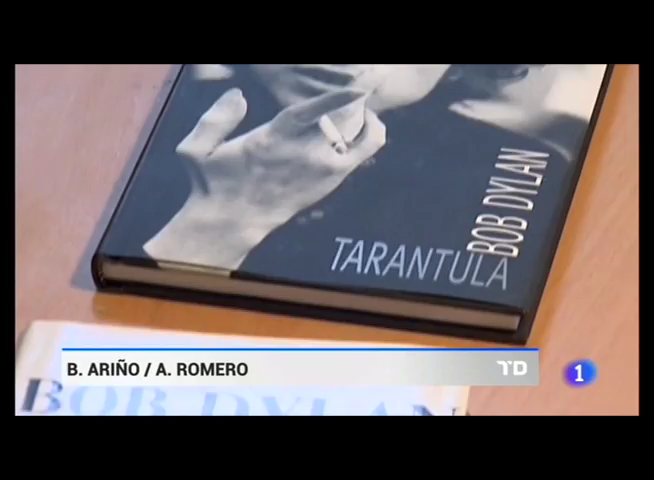 BOB DYLAN
TARANTULA
B. ARIÑO / A. ROMERO
TD
1
BOB DYLAN